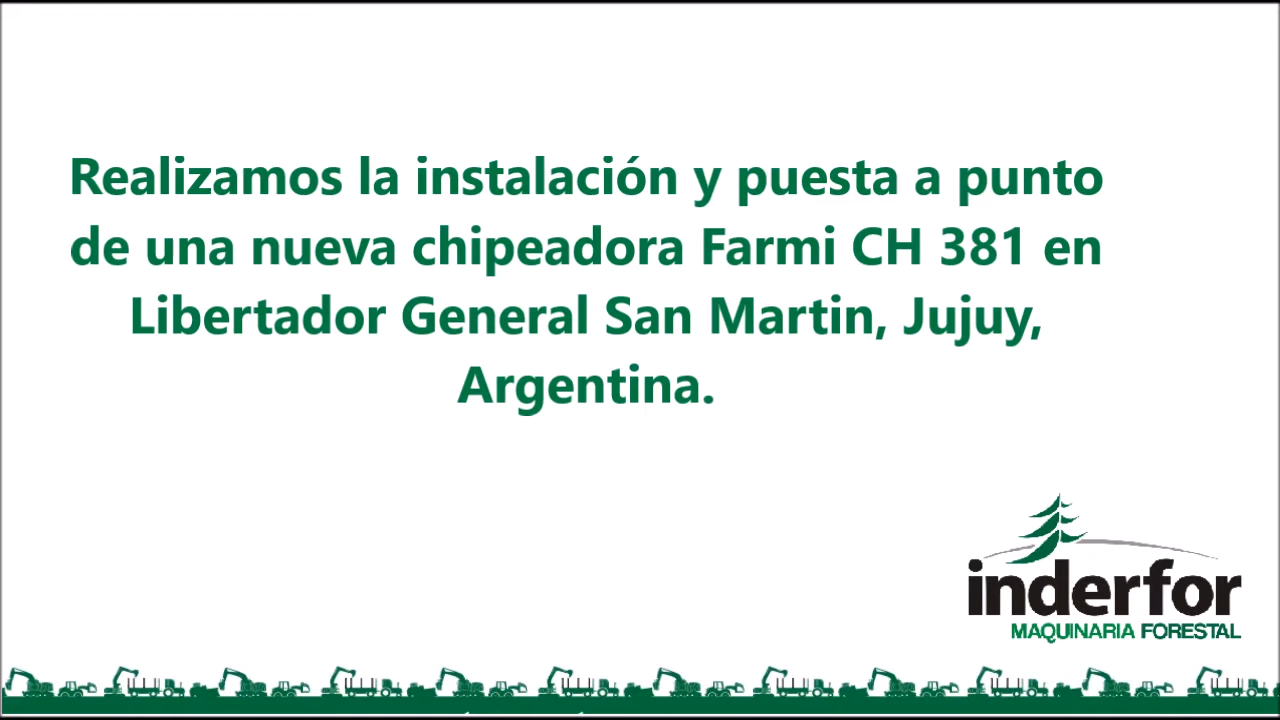 Realizamos la instalación y puesta a punto
de una nueva chipeadora Farmi CH 381 en
Libertador General San Martin, Jujuy,
Argentina.
inderfor
MAQUINARIA FORESTAL